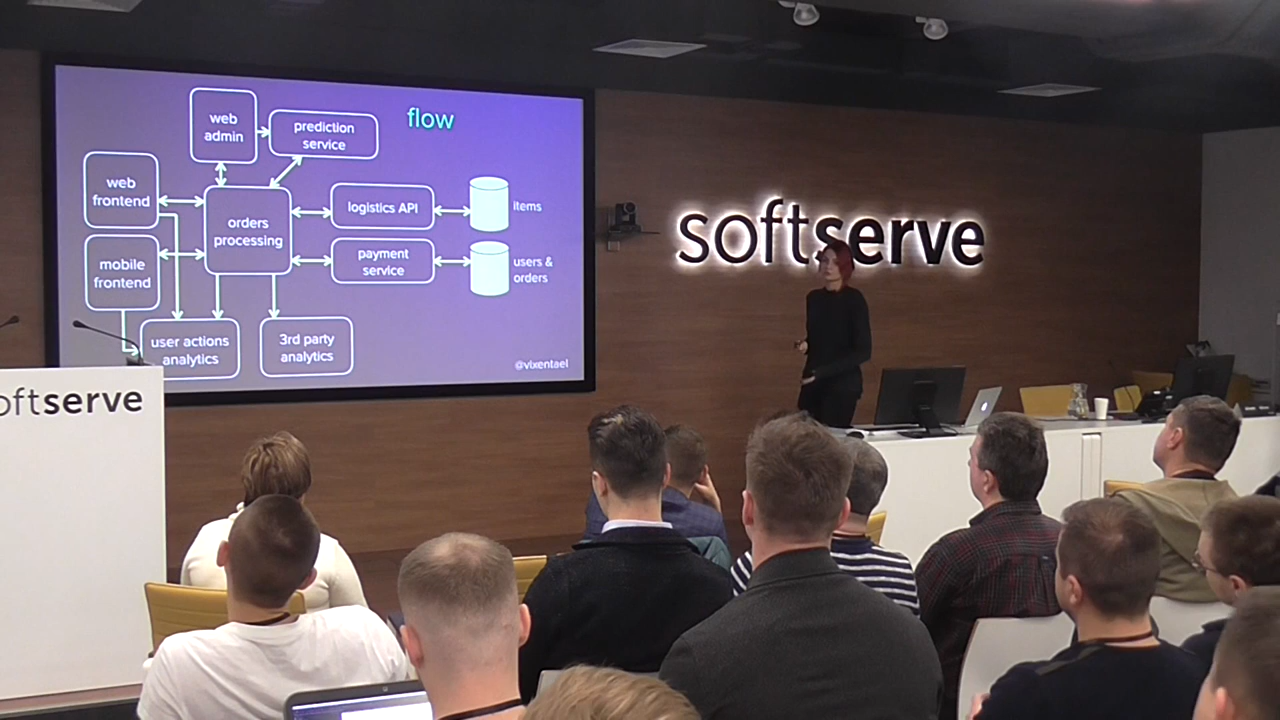 flow
web
admin
prediction
service
web
frontend
orders
processing
logistics API
items
mobile
frontend
payment
service
users &
orders
user actions
analytics
3rd party
analytics
@vixentael
softserve
oftserve